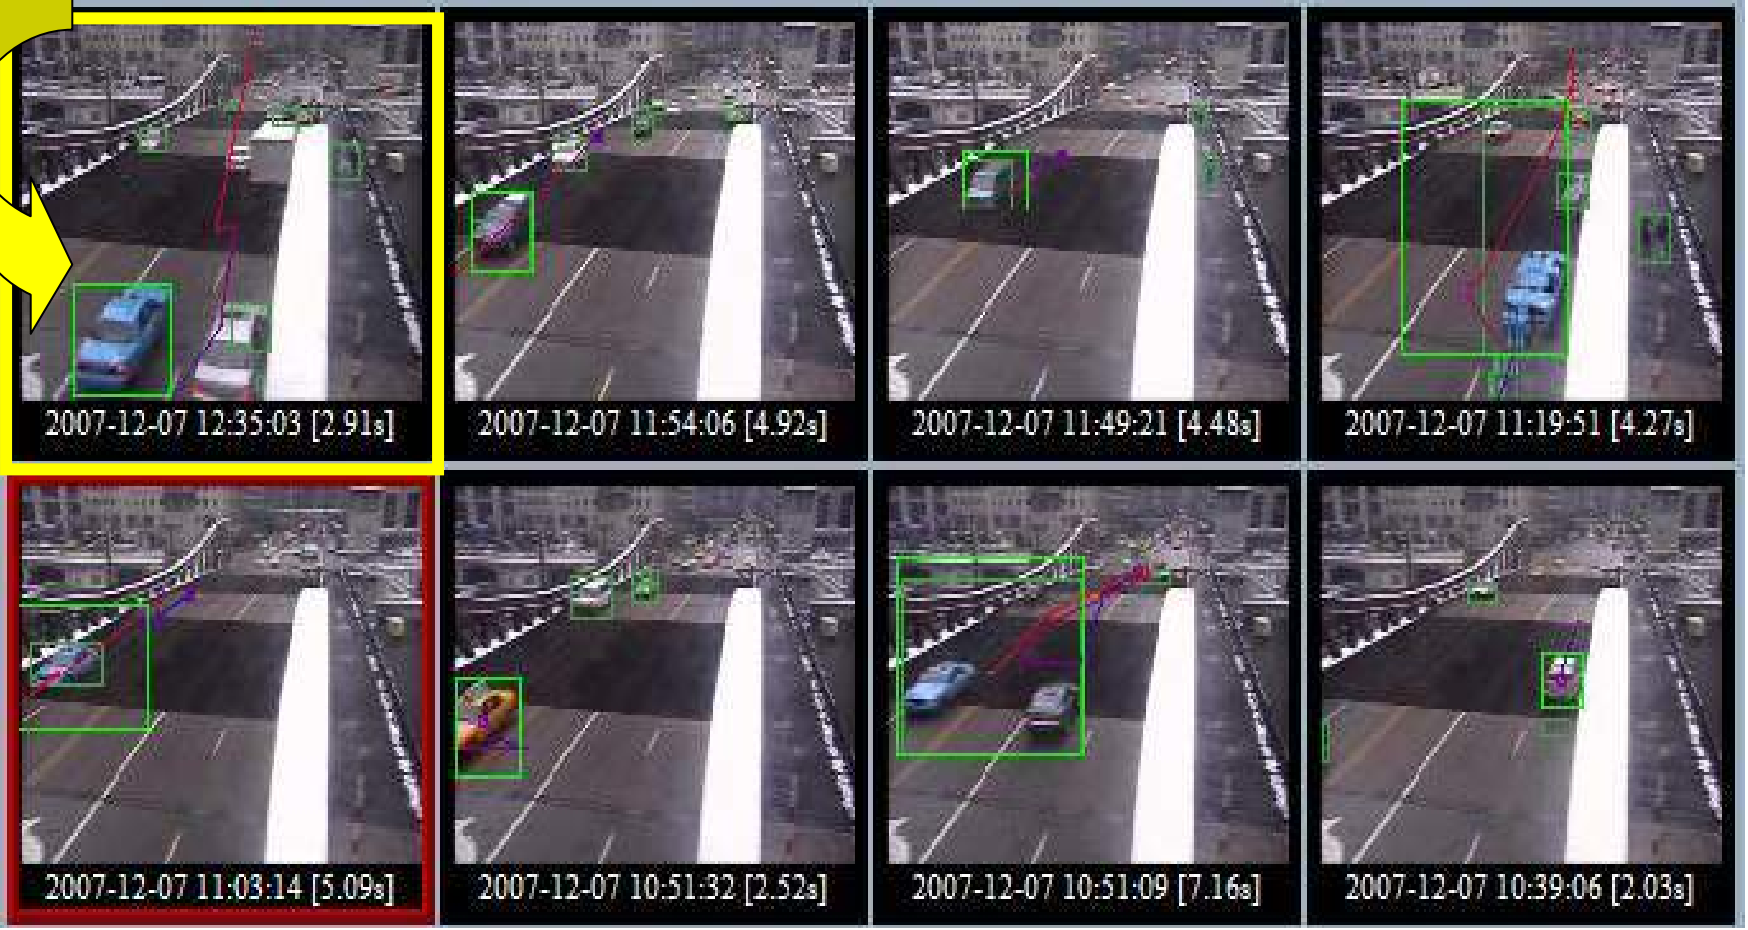 2007-12-07 12:35:03 [2.91s]
2007-12-07 11:54:06 [4.92s]
2007-12-07 11:49:21 [4.48s]
2007-12-07 11:19:51 [4.27s]
2007-12-07 11:03:14 [5.09s]
2007-12-07 10:51:32 [2.52s]
2007-12-07 10:51:09 [7.16s]
2007-12-07 10:39:06 [2.03s]